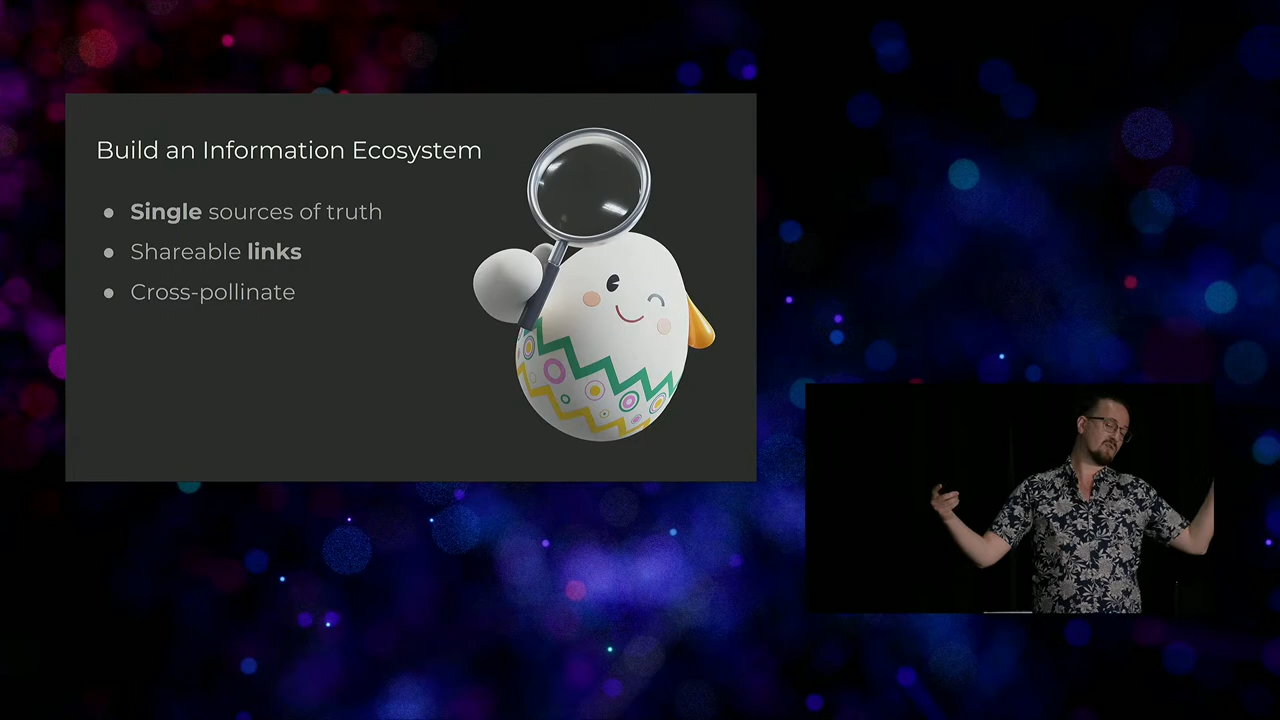 Build an Information Ecosystem
● Single sources of truth
● Shareable links
● Cross-pollinate